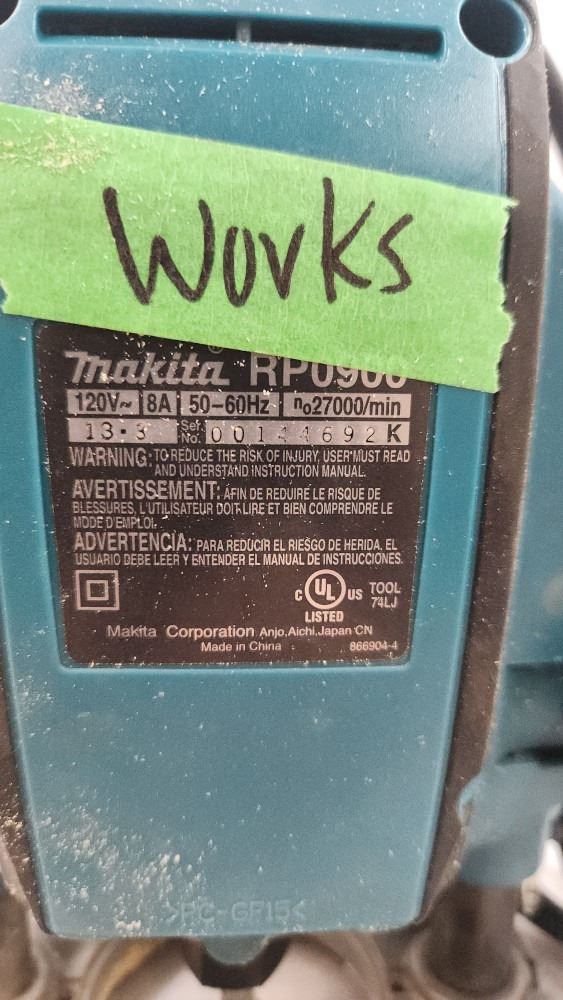 Works
Makita RP0900
120V~ 8A 50-60Hz no27000/min
13·3 Ser. No. 00144692K
WARNING: TO REDUCE THE RISK OF INJURY, USER MUST READ
AND UNDERSTAND INSTRUCTION MANUAL.
AVERTISSEMENT: AFIN DE REDUIRE LE RISQUE DE
BLESSURES, L'UTILISATEUR DOIT LIRE ET BIEN COMPRENDRE LE
MODE D'EMPLOI.
ADVERTENCIA: PARA REDUCIR EL RIESGO DE HERIDA, EL
USUARIO DEBE LEER Y ENTENDER EL MANUAL DE INSTRUCCIONES.
C UL US TOOL
74LJ
LISTED
Makita Corporation Anjo, Aichi, Japan CN
Made in China 866904-4
>PC-GF15<